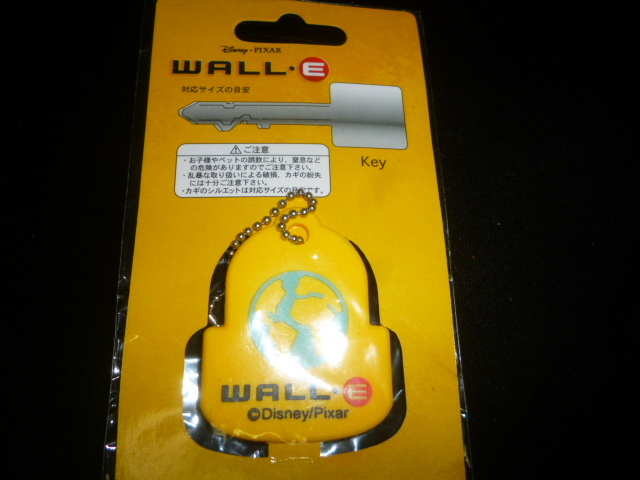 Disney • PIXAR
WALL•E
対応サイズの目安
Key
⚠ ご注意
・お子様やペットの誤飲により、窒息など
の危険がありますのでご注意下さい。
・乱暴な取り扱いによる破損、カギの紛失
には十分ご注意下さい。
・カギのシルエットは対応サイズの目安です。
WALL•E
©Disney/Pixar